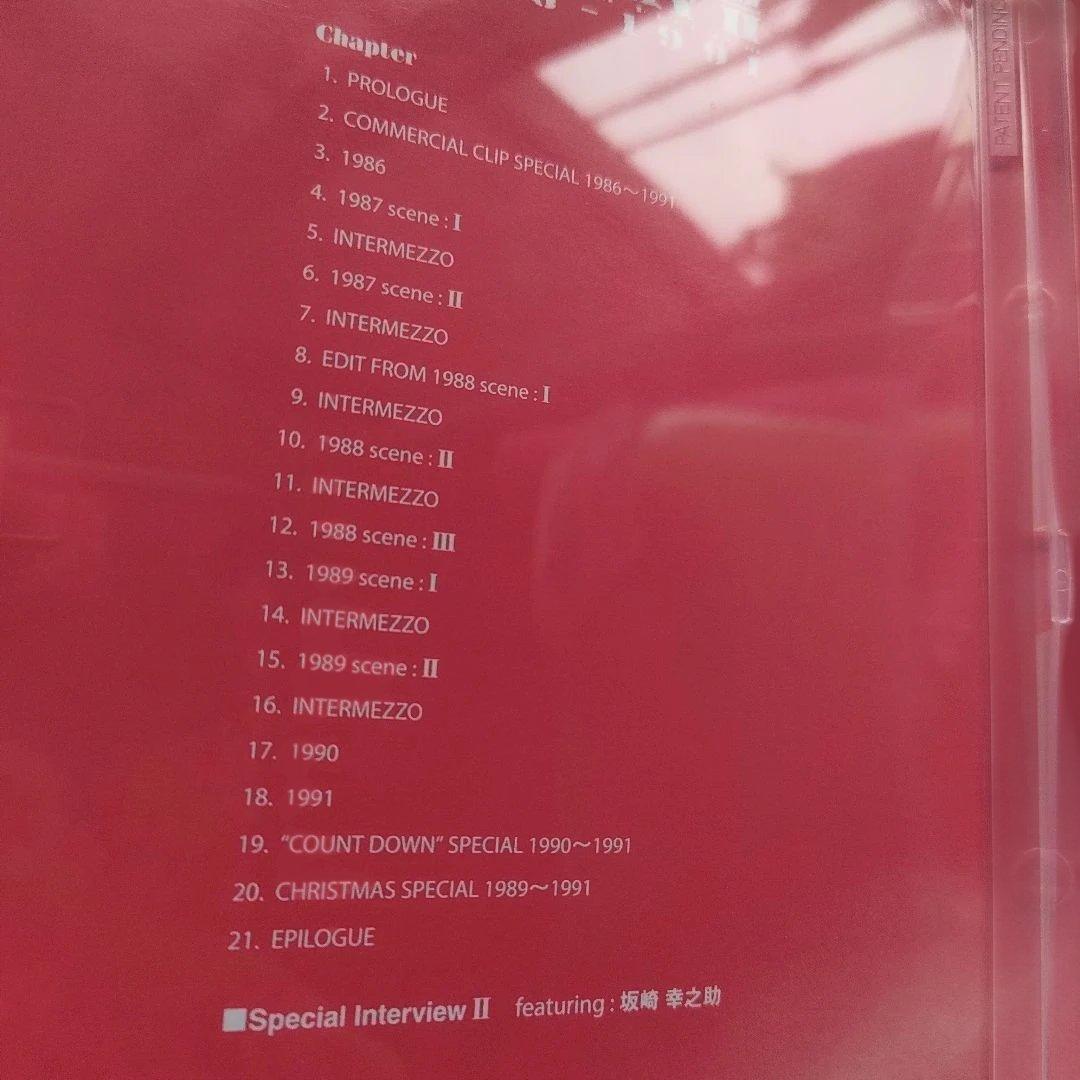 Chapter
1. PROLOGUE
2. COMMERCIAL CLIP SPECIAL 1986～1991
3. 1986
4. 1987 scene : Ⅰ
5. INTERMEZZO
6. 1987 scene : Ⅱ
7. INTERMEZZO
8. EDIT FROM 1988 scene : Ⅰ
9. INTERMEZZO
10. 1988 scene : Ⅱ
11. INTERMEZZO
12. 1988 scene : Ⅲ
13. 1989 scene : Ⅰ
14. INTERMEZZO
15. 1989 scene : Ⅱ
16. INTERMEZZO
17. 1990
18. 1991
19. “COUNT DOWN” SPECIAL 1990～1991
20. CHRISTMAS SPECIAL 1989～1991
21. EPILOGUE
■Special Interview Ⅱ featuring : 坂崎 幸之助
PATENT PENDING